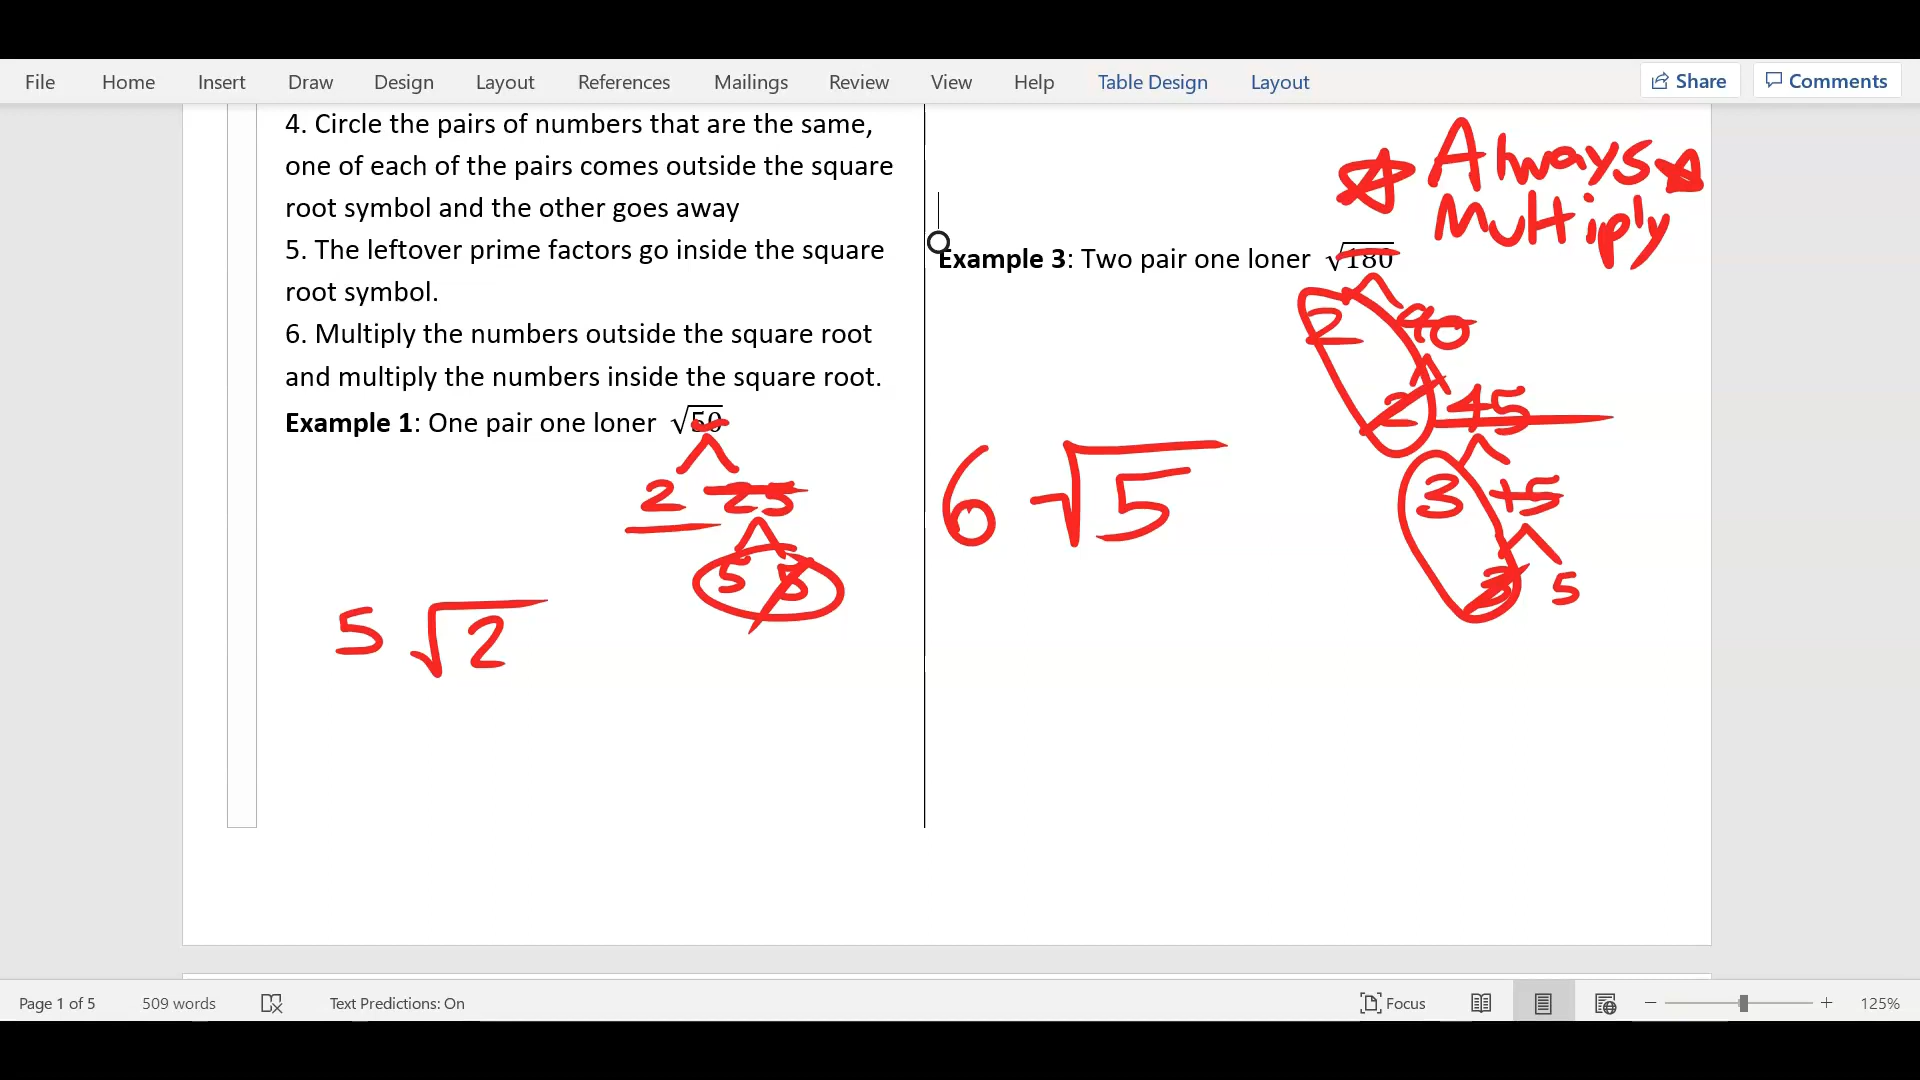 File Home Insert Draw Design Layout References Mailings Review View Help Table Design Layout Share Comments
4. Circle the pairs of numbers that are the same,
one of each of the pairs comes outside the square
root symbol and the other goes away
5. The leftover prime factors go inside the square
root symbol.
6. Multiply the numbers outside the square root
and multiply the numbers inside the square root.
Example 1: One pair one loner √50
2 25
5 5
5 √2
Always
Multiply
Example 3: Two pair one loner √180
2 90
2 45
3 15
3 5
6 √5
Page 1 of 5 509 words Text Predictions: On Focus 125%